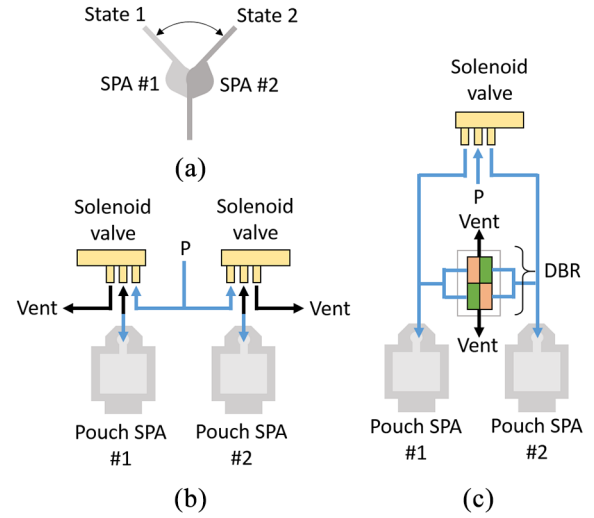 State 1
State 2
SPA #1
SPA #2
(a)
Solenoid
valve
P
Solenoid
valve
Vent
Vent
Pouch SPA
#1
Pouch SPA
#2
(b)
Solenoid
valve
P
Vent
DBR
Vent
Pouch SPA
#1
Pouch SPA
#2
(c)